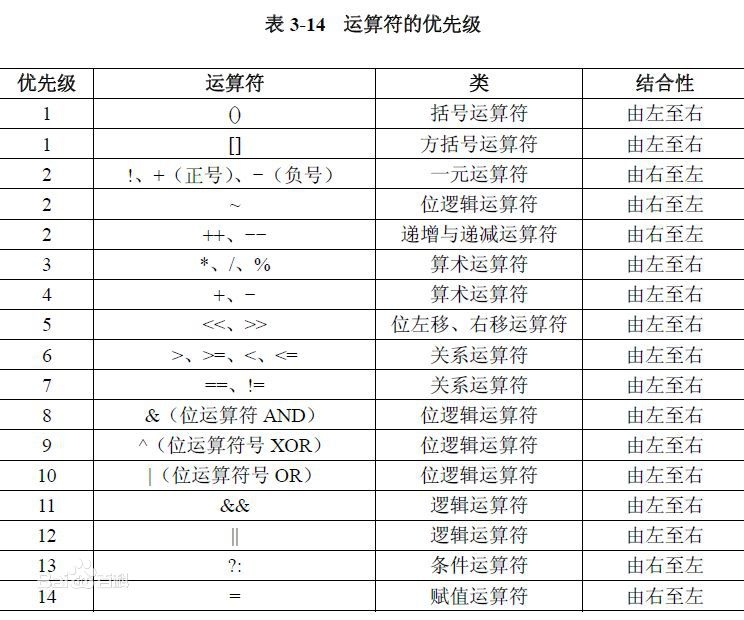 表 3-14 运算符的优先级
优先级 运算符 类 结合性
1 () 括号运算符 由左至右
1 [] 方括号运算符 由左至右
2 !、+（正号）、−（负号） 一元运算符 由右至左
2 ~ 位逻辑运算符 由右至左
2 ++、−− 递增与递减运算符 由右至左
3 *、/、% 算术运算符 由左至右
4 +、− 算术运算符 由左至右
5 <<、>> 位左移、右移运算符 由左至右
6 >、>=、<、<= 关系运算符 由左至右
7 ==、!= 关系运算符 由左至右
8 &（位运算符 AND） 位逻辑运算符 由左至右
9 ^（位运算符号 XOR） 位逻辑运算符 由左至右
10 |（位运算符号 OR） 位逻辑运算符 由左至右
11 && 逻辑运算符 由左至右
12 || 逻辑运算符 由左至右
13 ?: 条件运算符 由右至左
Bai百科
14 = 赋值运算符 由右至左